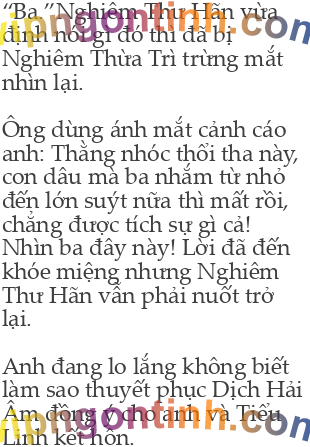 “Ba ”Nghiêm Thư Hãn vừa
định nói gì đó thì đã bị
Nghiêm Thừa Trì trừng mắt
nhìn lại.
Ông dùng ánh mắt cảnh cáo
anh: Thằng nhóc thổi tha này,
con dâu mà ba nhắm từ nhỏ
đến lớn suýt nữa thì mất rồi,
chẳng được tích sự gì cả!
Nhìn ba đây này! Lời đã đến
khóe miệng nhưng Nghiêm
Thư Hãn vẫn phải nuốt trở
lại.
Anh đang lo lắng không biết
làm sao thuyết phục Dịch Hải
Âm đồng ý cho anh và Tiểu
Linh kết hôn.
vipngontinh.com
vipngontinh.com